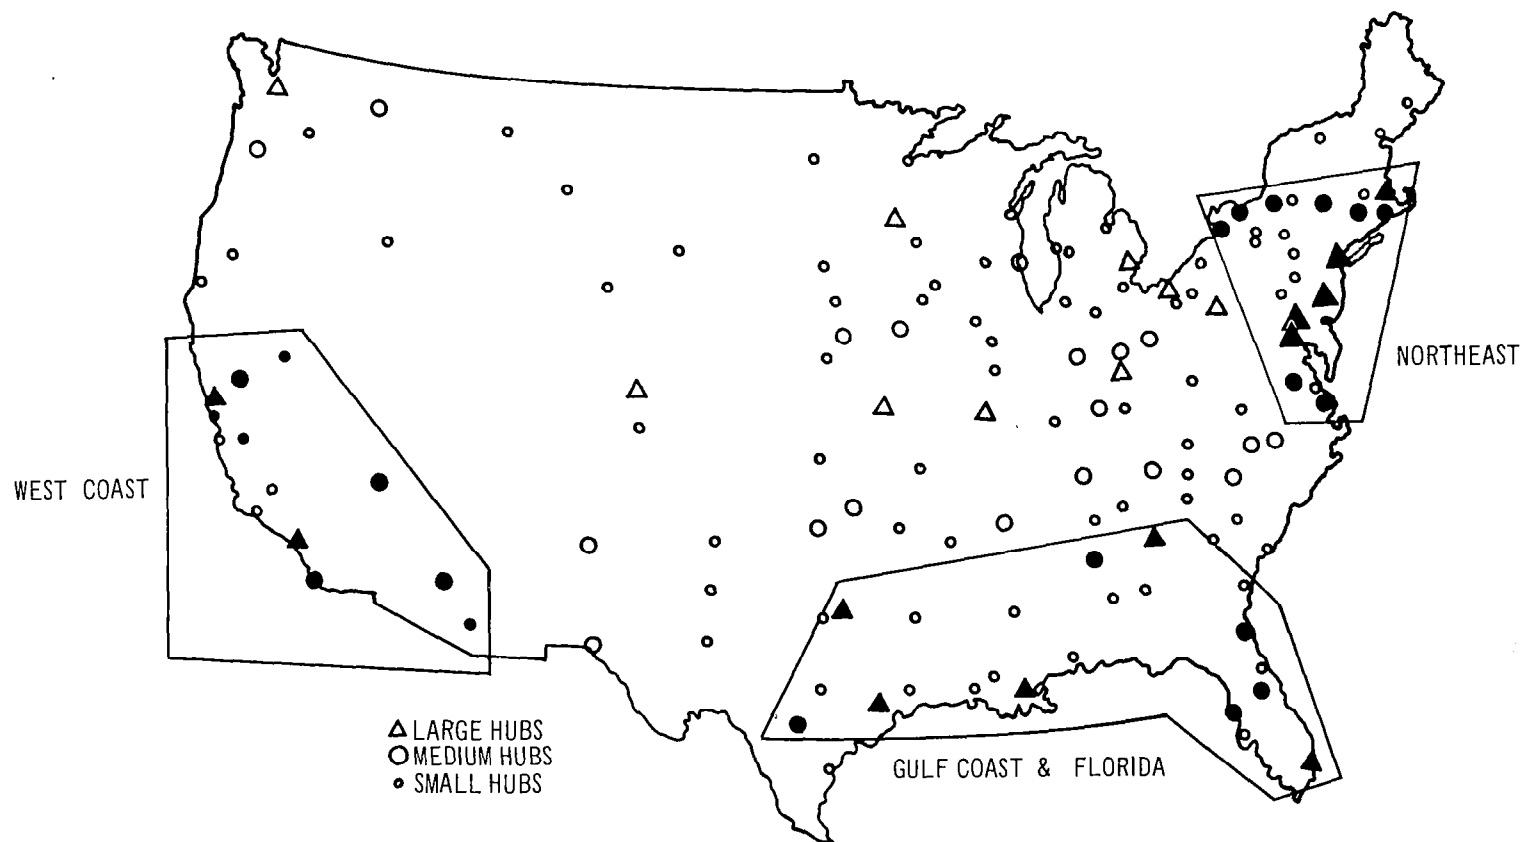 NORTHEAST
WEST COAST
LARGE HUBS
MEDIUM HUBS
SMALL HUBS
GULF COAST & FLORIDA